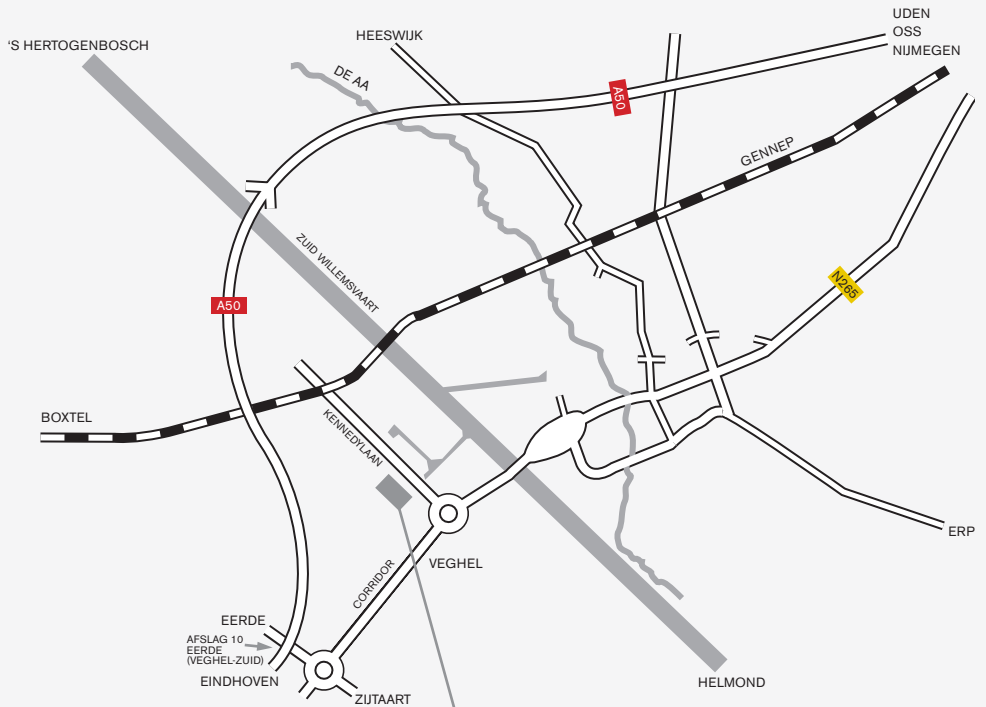 UDEN
OSS
NIJMEGEN
'S HERTOGENBOSCH
HEESWIJK
DE AA
A50
GENNEP
ZUID WILLEMSVAART
N265
A50
BOXTEL
KENNEDYLAAN
ERP
VEGHEL
CORRIDOR
EERDE
AFSLAG 10
EERDE
(VEGHEL-ZUID)
EINDHOVEN
HELMOND
ZIJTAART